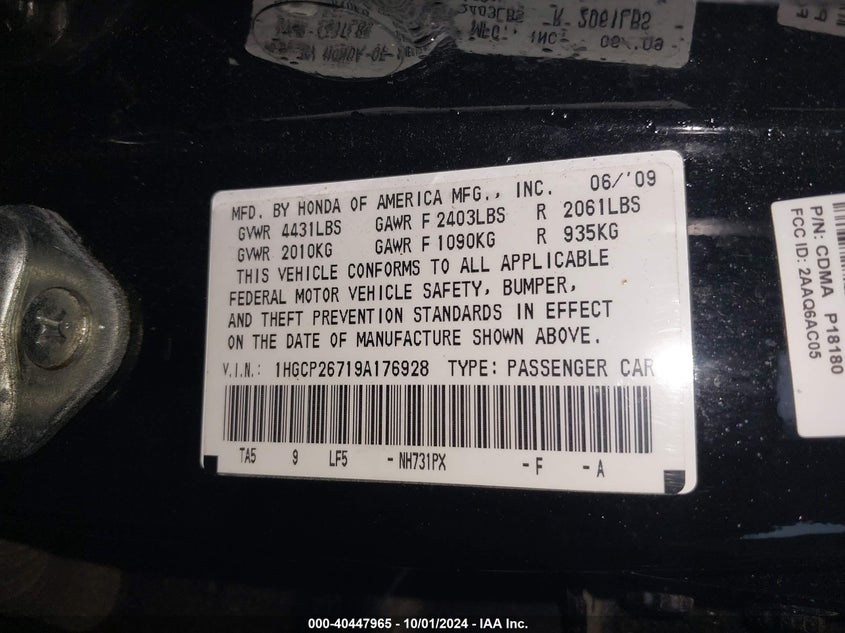 MFD. BY HONDA OF AMERICA MFG., INC. 06/'09
GVWR 4431LBS GAWR F 2403LBS R 2061LBS
GVWR 2010KG GAWR F 1090KG R 935KG
THIS VEHICLE CONFORMS TO ALL APPLICABLE
FEDERAL MOTOR VEHICLE SAFETY, BUMPER,
AND THEFT PREVENTION STANDARDS IN EFFECT
ON THE DATE OF MANUFACTURE SHOWN ABOVE.
V.I.N.: 1HGCP26719A176928 TYPE: PASSENGER CAR
TA5 9 LF5 -NH731PX -F -A
P/N: CDMA P18180
FCC ID: 2AAQ6AC05
000-40447965 - 10/01/2024 - IAA Inc.